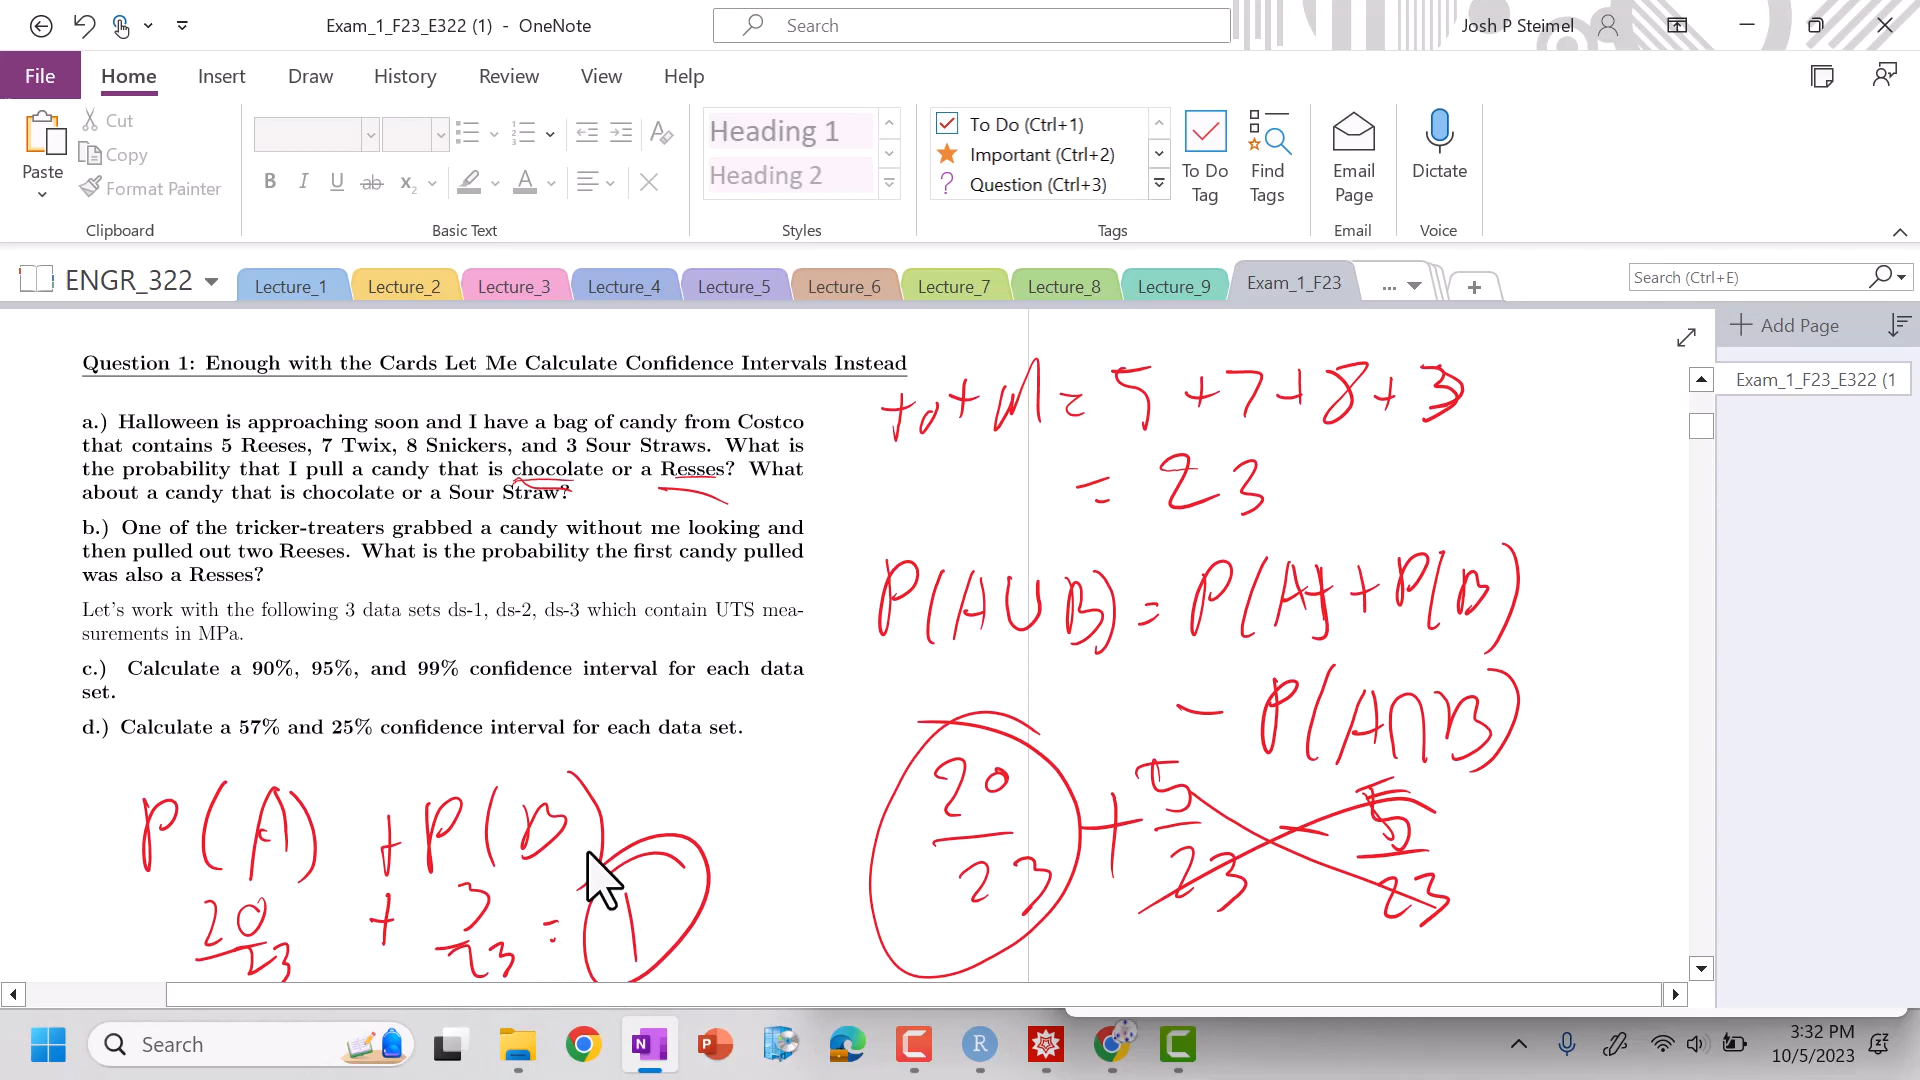 Exam_1_F23_E322 (1) - OneNote
Search
Josh P Steimel
File Home Insert Draw History Review View Help
Paste
Cut
Copy
Format Painter
Clipboard
B I U ab x₂ A
Basic Text
Heading 1
Heading 2
Styles
To Do (Ctrl+1)
Important (Ctrl+2)
Question (Ctrl+3)
To Do Tag
Find Tags
Tags
Email Page
Email
Dictate
Voice
ENGR_322
Lecture_1 Lecture_2 Lecture_3 Lecture_4 Lecture_5 Lecture_6 Lecture_7 Lecture_8 Lecture_9 Exam_1_F23 ...
Search (Ctrl+E)
Add Page
Exam_1_F23_E322 (1
Question 1: Enough with the Cards Let Me Calculate Confidence Intervals Instead
a.) Halloween is approaching soon and I have a bag of candy from Costco
that contains 5 Reeses, 7 Twix, 8 Snickers, and 3 Sour Straws. What is
the probability that I pull a candy that is chocolate or a Resses? What
about a candy that is chocolate or a Sour Straw?
b.) One of the tricker-treaters grabbed a candy without me looking and
then pulled out two Reeses. What is the probability the first candy pulled
was also a Resses?
Let's work with the following 3 data sets ds-1, ds-2, ds-3 which contain UTS mea-
surements in MPa.
c.) Calculate a 90%, 95%, and 99% confidence interval for each data
set.
d.) Calculate a 57% and 25% confidence interval for each data set.
P(A) + P(B)
20/23 + 3/23 = 1
total = 5 + 7 + 8 + 3
= 23
P(A∪B) = P(A) + P(B)
- P(A∩B)
20/23 + 5/23 - 5/23
Search
3:32 PM
10/5/2023